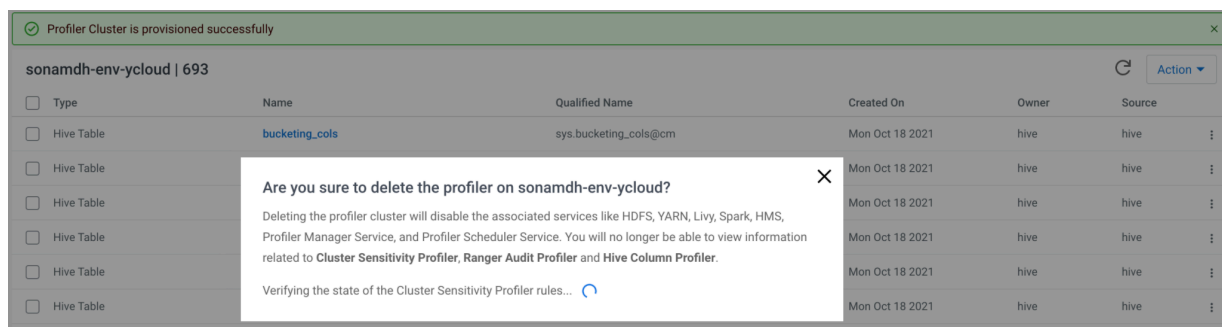 Profiler Cluster is provisioned successfully
sonamdh-env-ycloud | 693
Action
Type Name Qualified Name Created On Owner Source
Hive Table bucketing_cols sys.bucketing_cols@cm Mon Oct 18 2021 hive hive
Hive Table Mon Oct 18 2021 hive hive
Are you sure to delete the profiler on sonamdh-env-ycloud?
Hive Table Mon Oct 18 2021 hive hive
Deleting the profiler cluster will disable the associated services like HDFS, YARN, Livy, Spark, HMS,
Hive Table Mon Oct 18 2021 hive hive
Profiler Manager Service, and Profiler Scheduler Service. You will no longer be able to view information
related to Cluster Sensitivity Profiler, Ranger Audit Profiler and Hive Column Profiler.
Hive Table Mon Oct 18 2021 hive hive
Verifying the state of the Cluster Sensitivity Profiler rules...
Hive Table Mon Oct 18 2021 hive hive